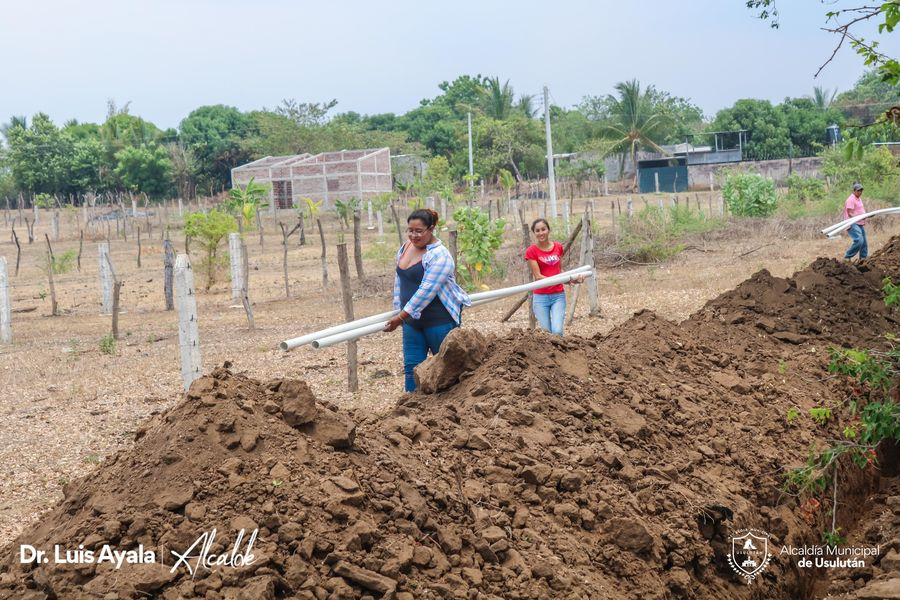 Dr. Luis Ayala | Alcalde
Alcaldía Municipal
de Usulután